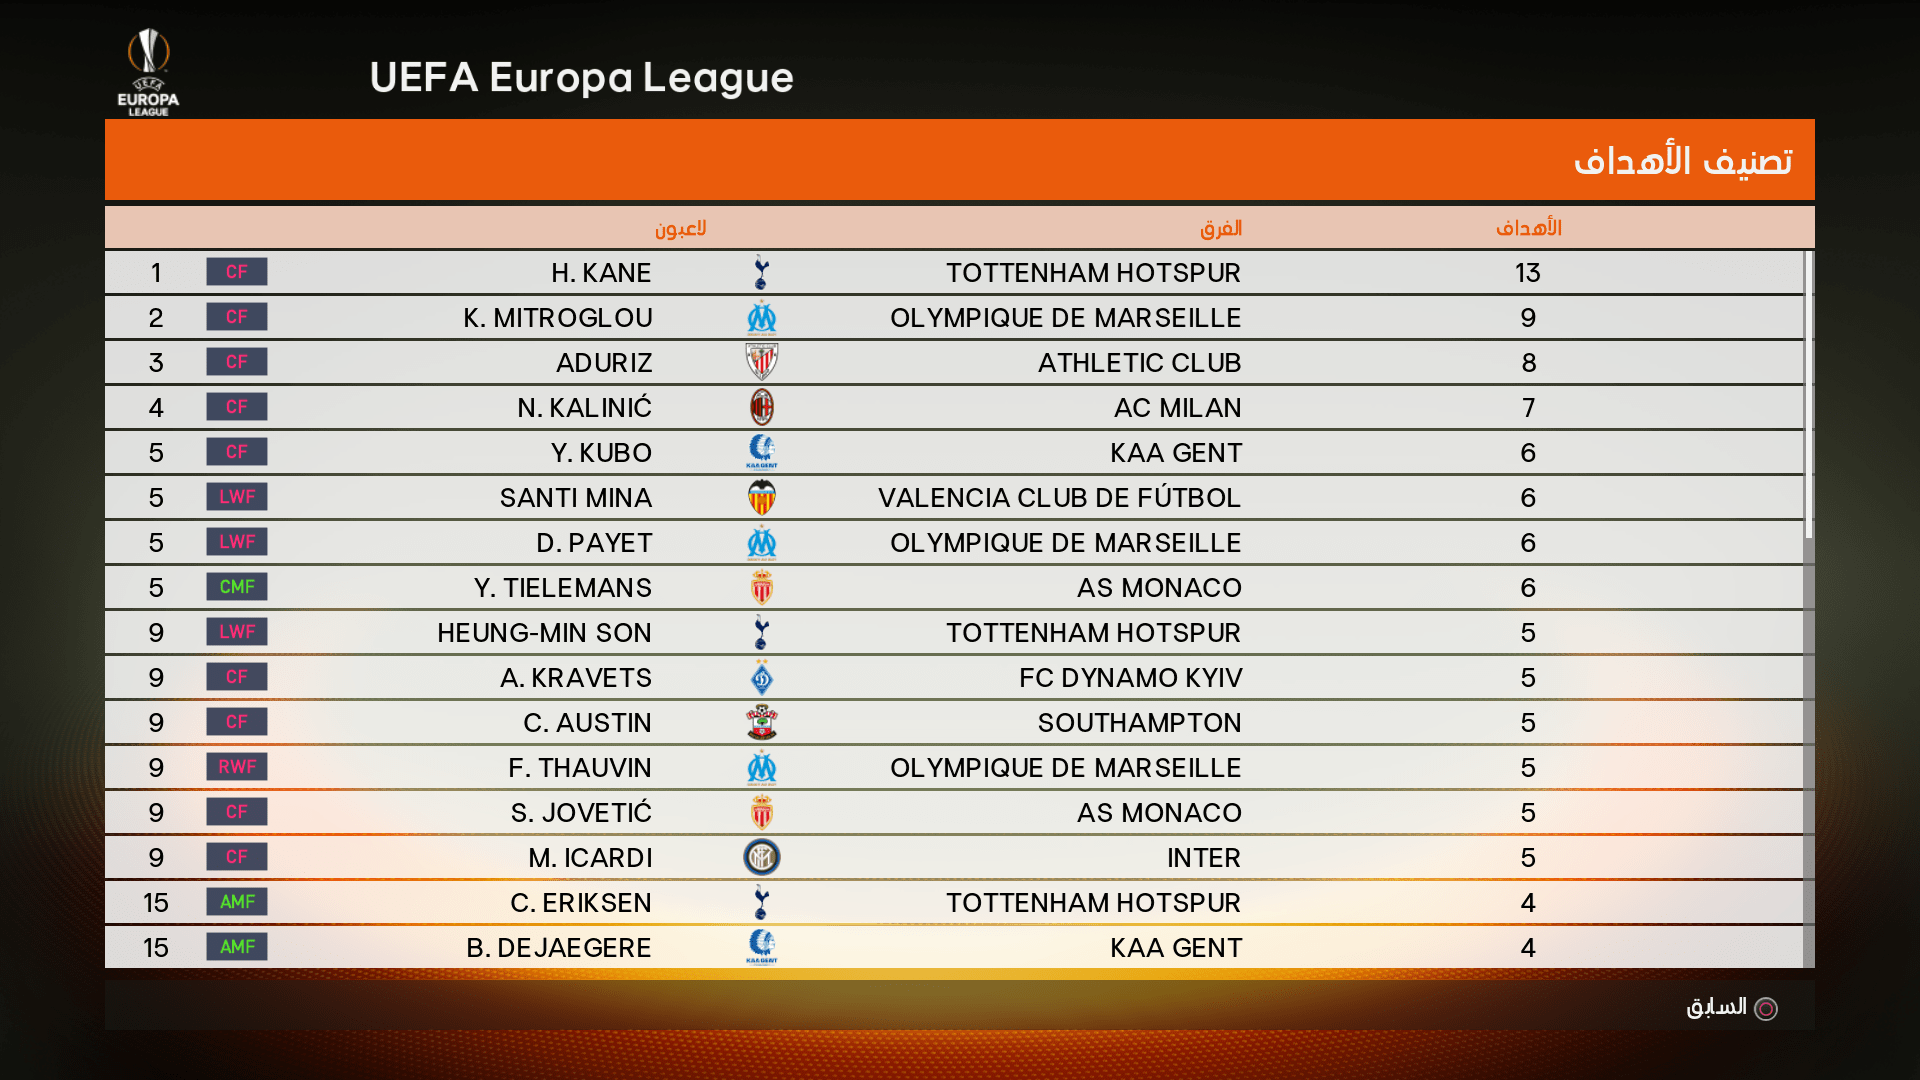 UEFA
EUROPA
LEAGUE
UEFA Europa League
تصنيف الأهداف
لاعبون الفرق الأهداف
1 CF H. KANE TOTTENHAM HOTSPUR 13
2 CF K. MITROGLOU OLYMPIQUE DE MARSEILLE 9
3 CF ADURIZ ATHLETIC CLUB 8
4 CF N. KALINIĆ AC MILAN 7
5 CF Y. KUBO KAA GENT KAA GENT 6
5 LWF SANTI MINA VALENCIA CLUB DE FÚTBOL 6
5 LWF D. PAYET OLYMPIQUE DE MARSEILLE 6
5 CMF Y. TIELEMANS AS MONACO 6
9 LWF HEUNG-MIN SON TOTTENHAM HOTSPUR 5
9 CF A. KRAVETS FC DYNAMO KYIV 5
9 CF C. AUSTIN SOUTHAMPTON 5
9 RWF F. THAUVIN OLYMPIQUE DE MARSEILLE 5
9 CF S. JOVETIĆ AS MONACO 5
9 CF M. ICARDI INTER 5
15 AMF C. ERIKSEN TOTTENHAM HOTSPUR 4
15 AMF B. DEJAEGERE KAA GENT KAA GENT 4
السابق